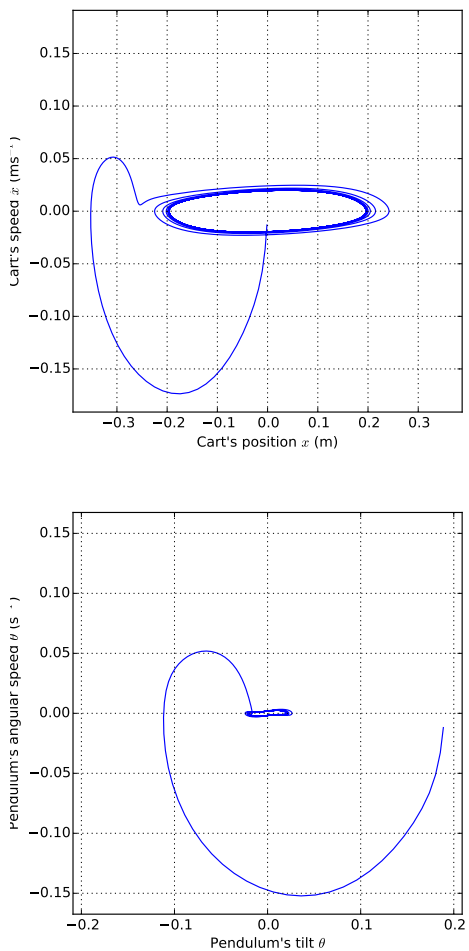 Cart's speed ẋ (ms⁻¹)
0.15
0.10
0.05
0.00
−0.05
−0.10
−0.15
−0.3 −0.2 −0.1 0.0 0.1 0.2 0.3
Cart's position x (m)
Pendulum's angular speed θ̇ (s⁻¹)
0.15
0.10
0.05
0.00
−0.05
−0.10
−0.15
−0.2 −0.1 0.0 0.1 0.2
Pendulum's tilt θ